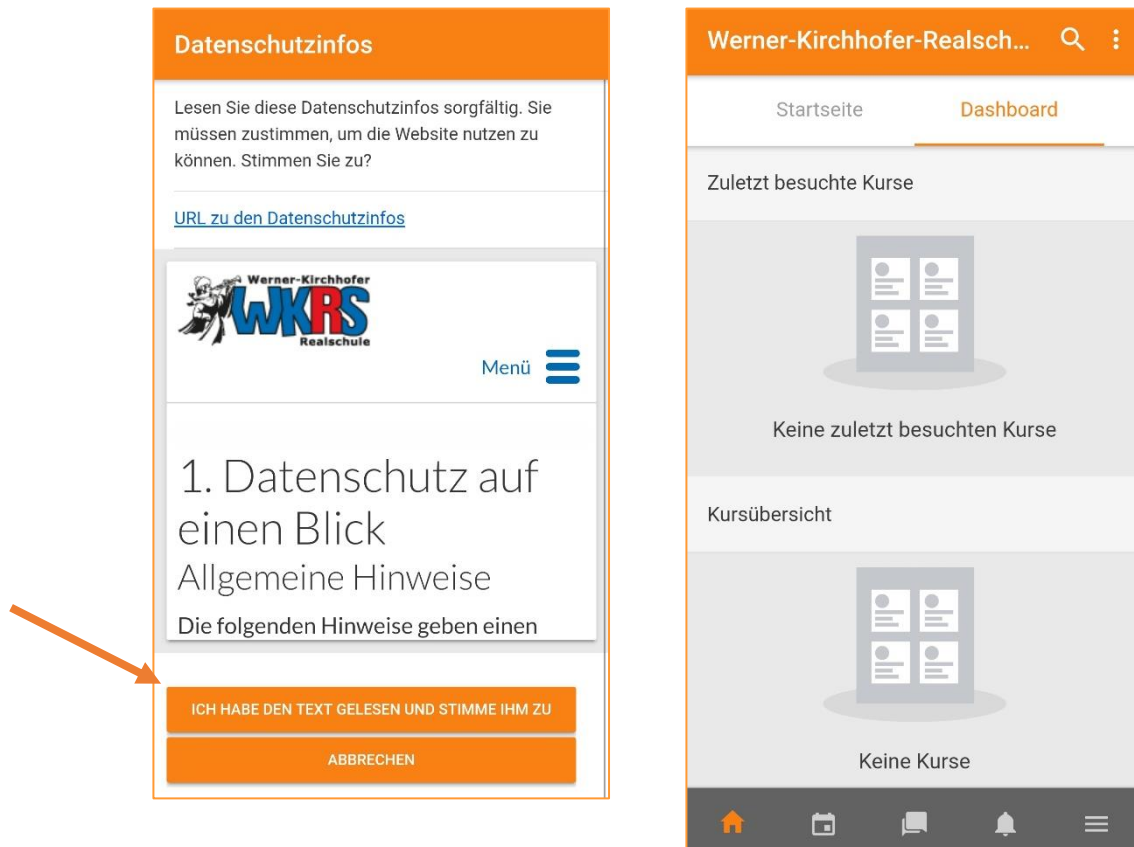 Datenschutzinfos
Lesen Sie diese Datenschutzinfos sorgfältig. Sie
müssen zustimmen, um die Website nutzen zu
können. Stimmen Sie zu?
URL zu den Datenschutzinfos
Werner-Kirchhofer
WKRS
Realschule
Menü
1. Datenschutz auf
einen Blick
Allgemeine Hinweise
Die folgenden Hinweise geben einen
ICH HABE DEN TEXT GELESEN UND STIMME IHM ZU
ABBRECHEN
Werner-Kirchhofer-Realsch...
Startseite Dashboard
Zuletzt besuchte Kurse
Keine zuletzt besuchten Kurse
Kursübersicht
Keine Kurse